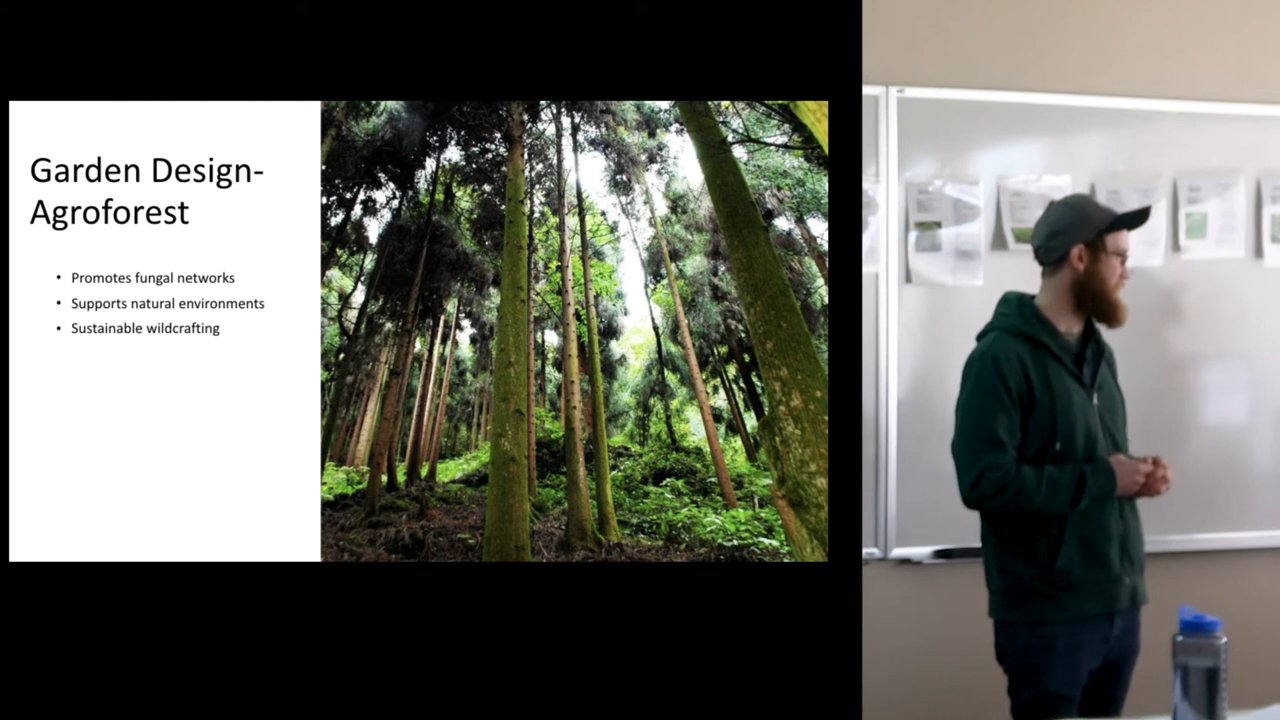 Garden Design-
Agroforest
• Promotes fungal networks
• Supports natural environments
• Sustainable wildcrafting